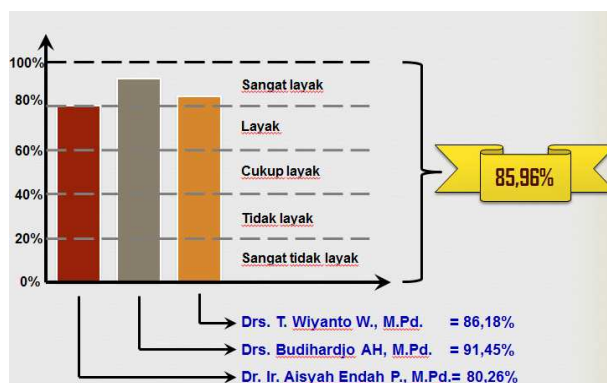 100%
Sangat layak
80%
Layak
60%
Cukup layak
85,96%
40%
Tidak layak
20%
Sangat tidak layak
0%
Drs. T. Wiyanto W., M.Pd. = 86,18%
Drs. Budihardjo AH, M.Pd. = 91,45%
Dr. Ir. Aisyah Endah P., M.Pd.= 80,26%